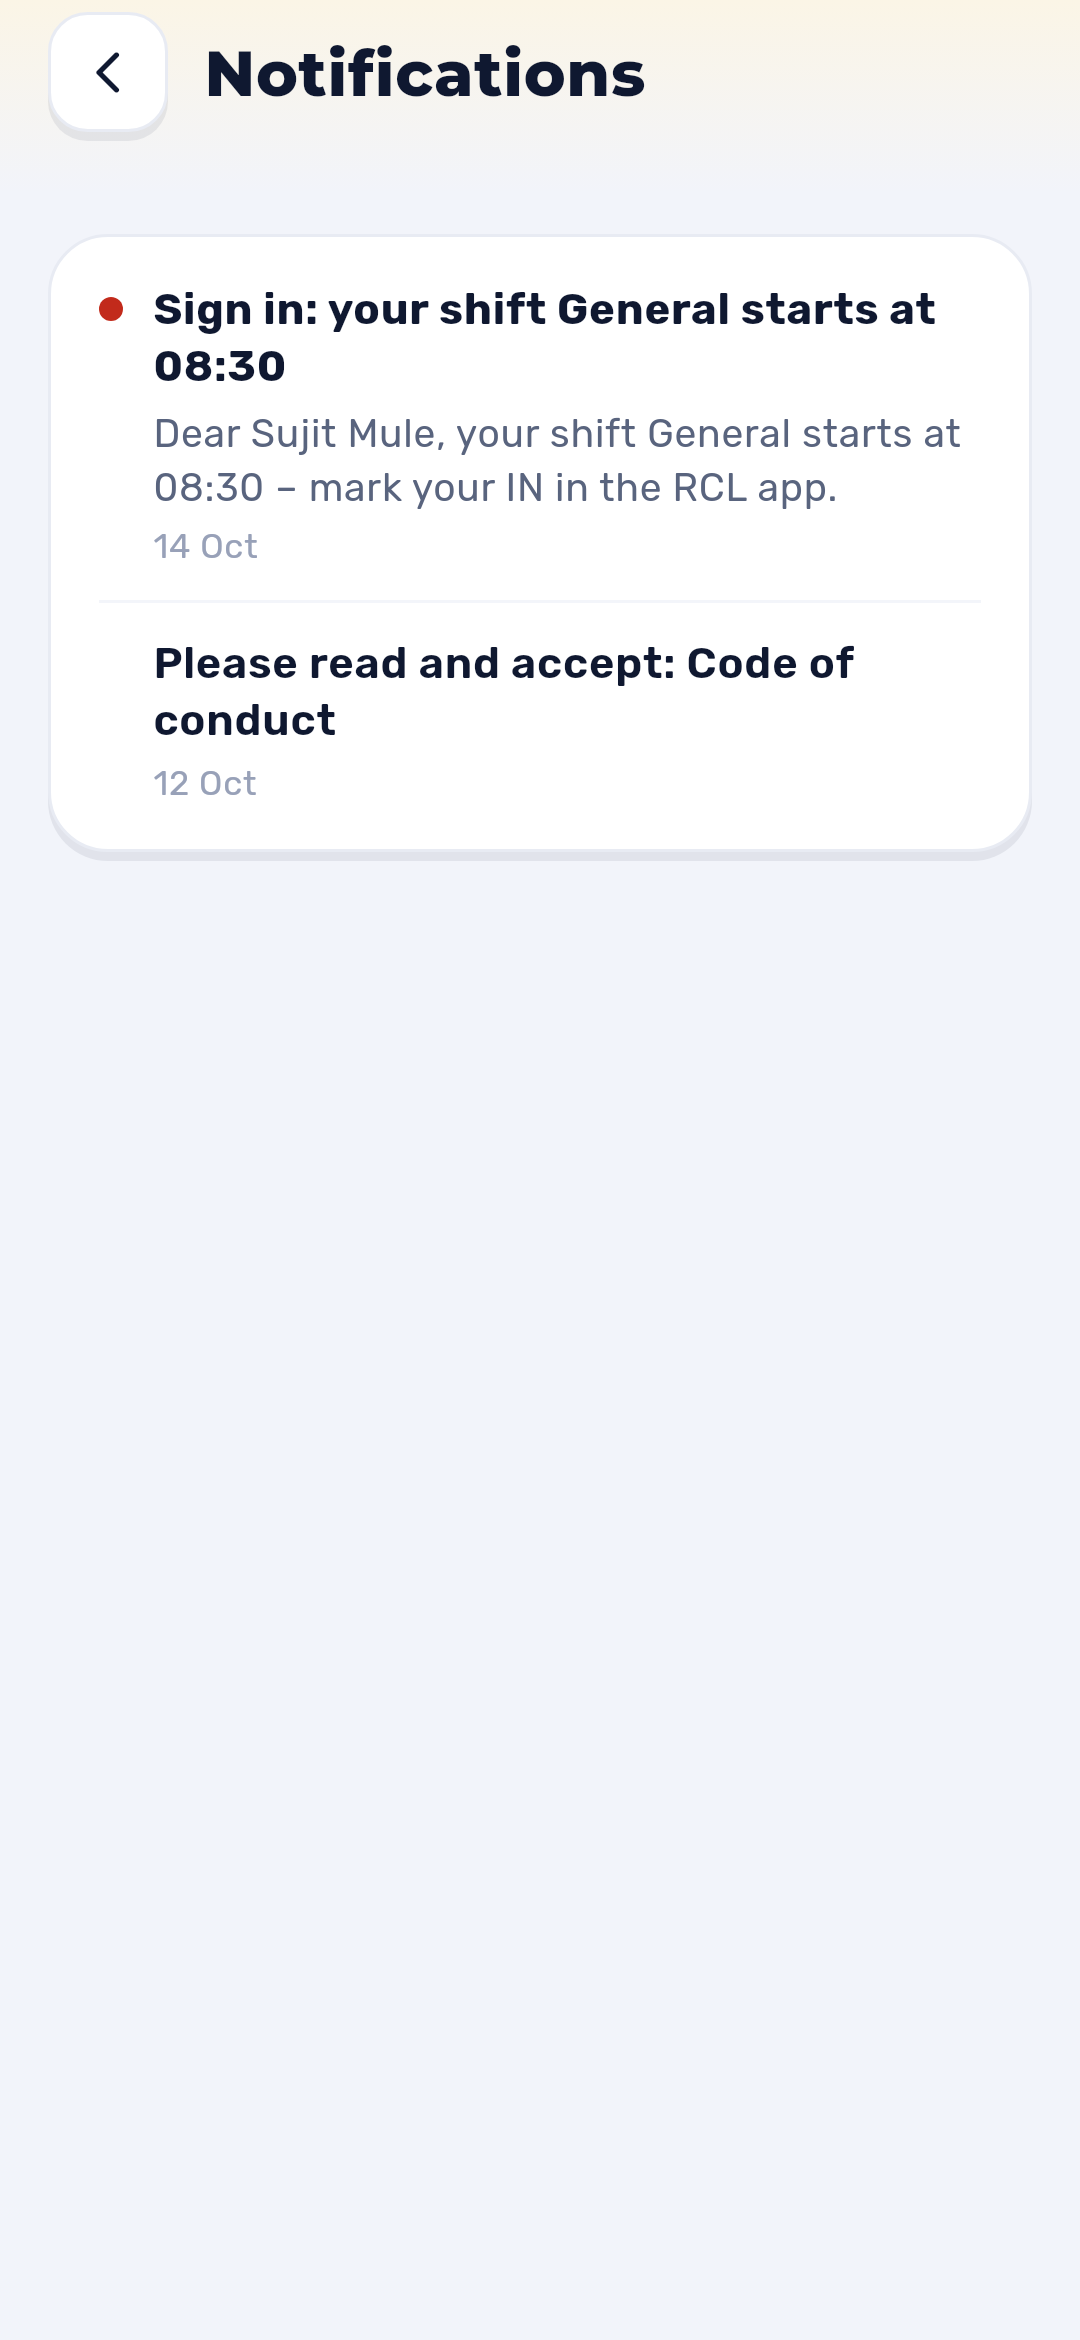 Notifications
Sign in: your shift General starts at
08:30
Dear Sujit Mule, your shift General starts at
08:30 – mark your IN in the RCL app.
14 Oct
Please read and accept: Code of
conduct
12 Oct